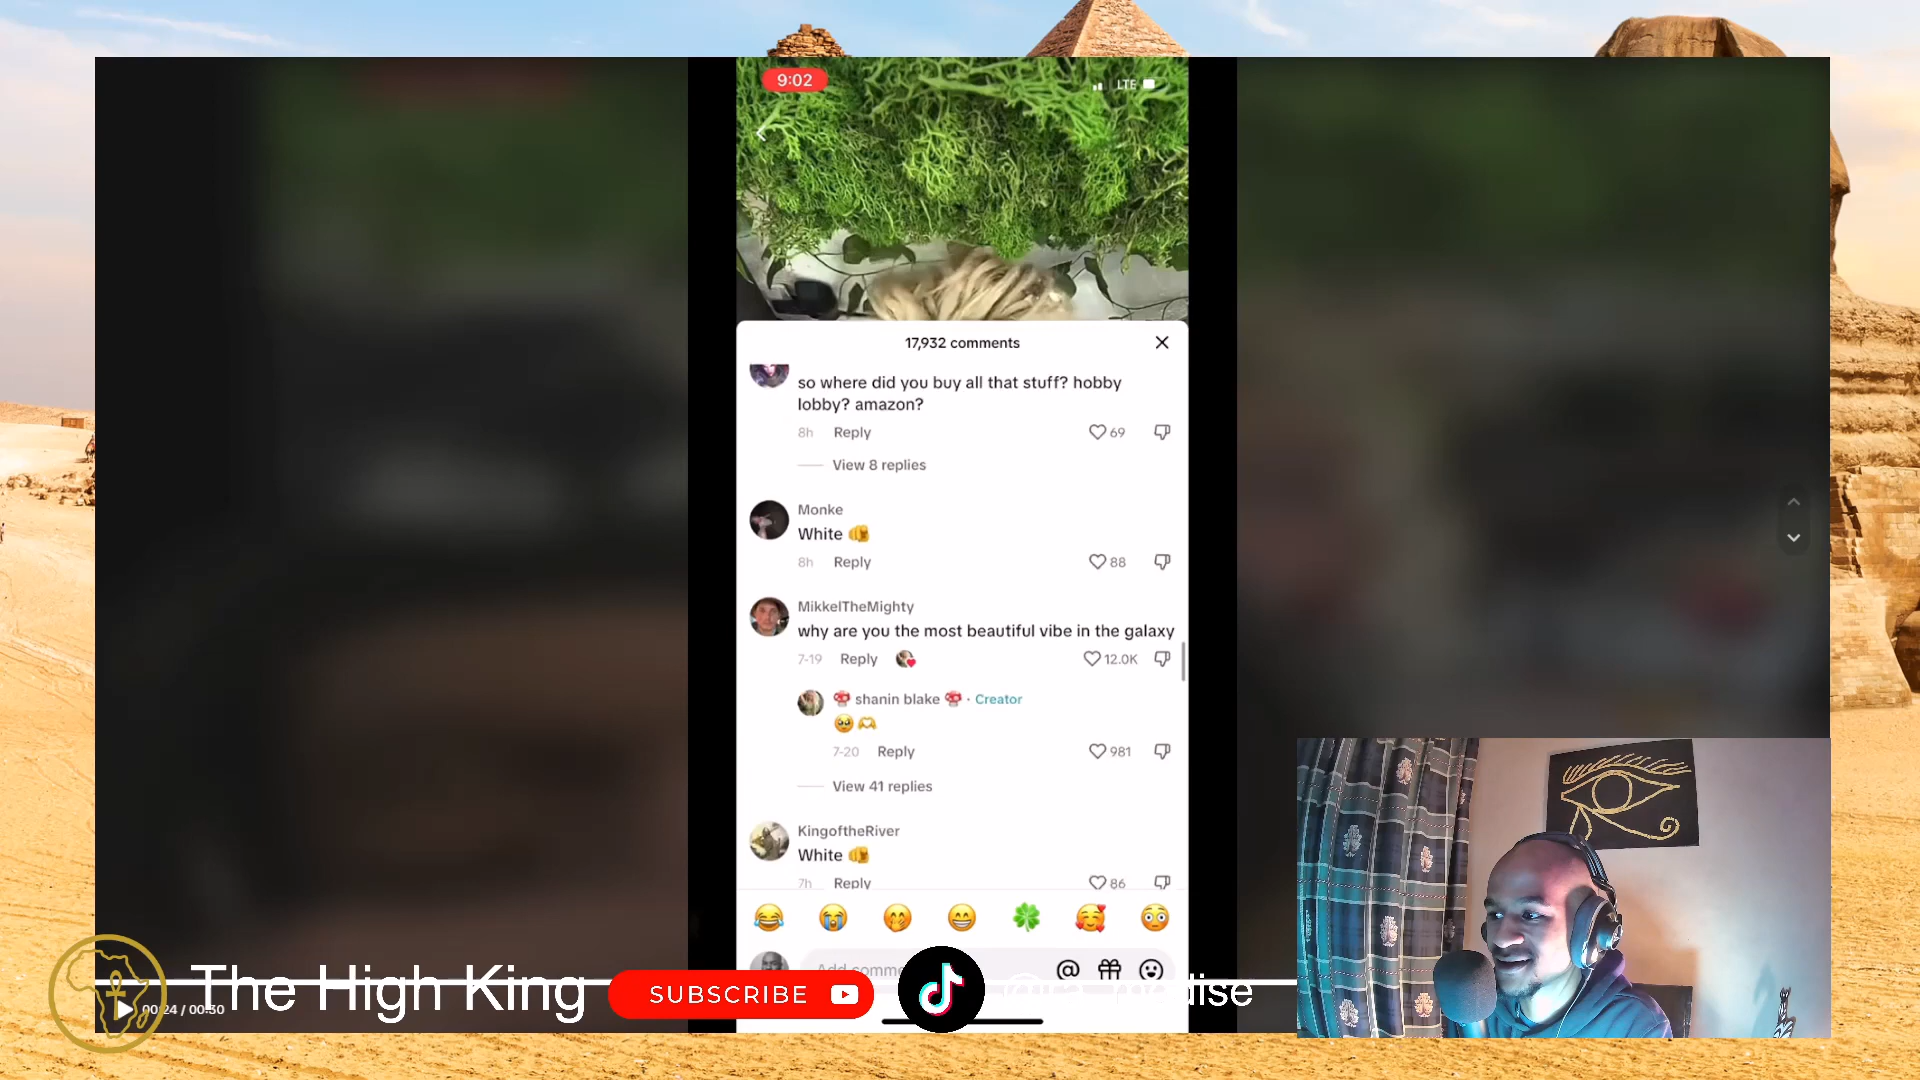 9:02
LTE
17,932 comments
so where did you buy all that stuff? hobby
lobby? amazon?
8h Reply 69
View 8 replies
Monke
White
8h Reply 88
MikkelTheMighty
why are you the most beautiful vibe in the galaxy
7-19 Reply 12.0K
shanin blake · Creator
7-20 Reply 981
View 41 replies
KingoftheRiver
White
7h Reply 86
Add
The High King
SUBSCRIBE
00:24 / 00:30